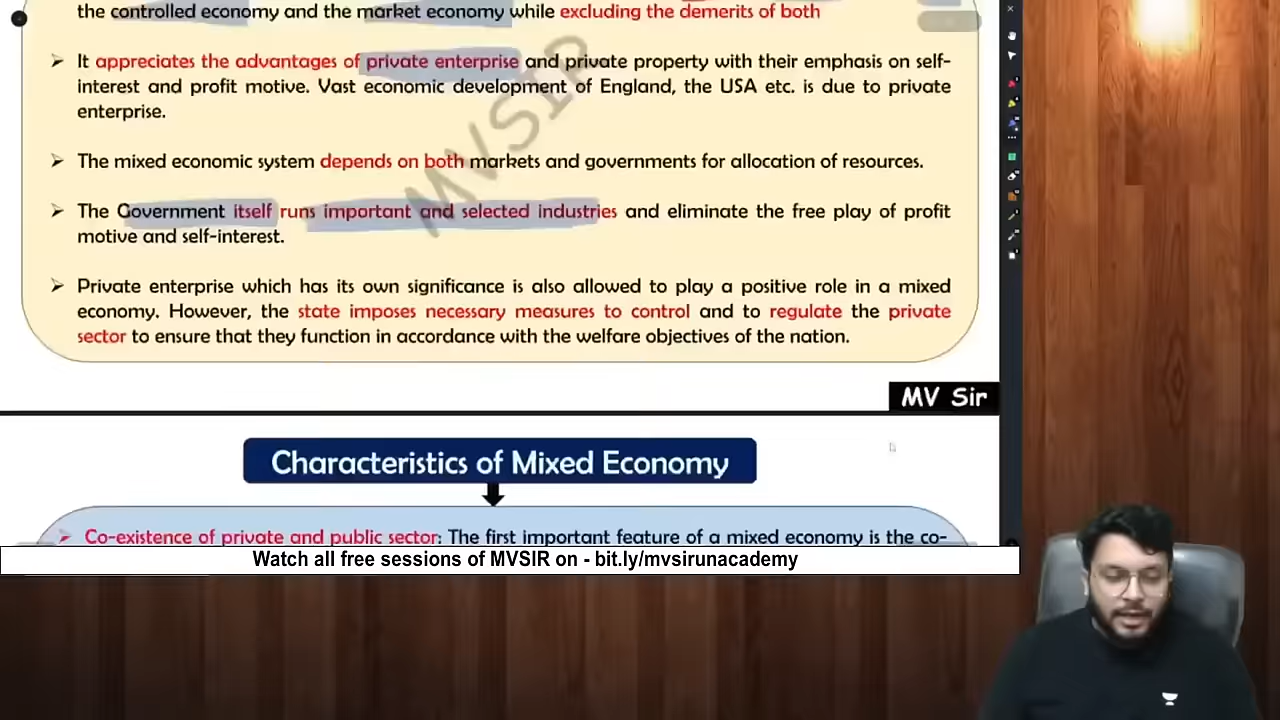 the controlled economy and the market economy while excluding the demerits of both
➢ It appreciates the advantages of private enterprise and private property with their emphasis on self-
interest and profit motive. Vast economic development of England, the USA etc. is due to private
enterprise.
➢ The mixed economic system depends on both markets and governments for allocation of resources.
➢ The Government itself runs important and selected industries and eliminate the free play of profit
motive and self-interest.
➢ Private enterprise which has its own significance is also allowed to play a positive role in a mixed
economy. However, the state imposes necessary measures to control and to regulate the private
sector to ensure that they function in accordance with the welfare objectives of the nation.
MVSIR
MV Sir
Characteristics of Mixed Economy
➢ Co-existence of private and public sector: The first important feature of a mixed economy is the co-
Watch all free sessions of MVSIR on - bit.ly/mvsirunacademy